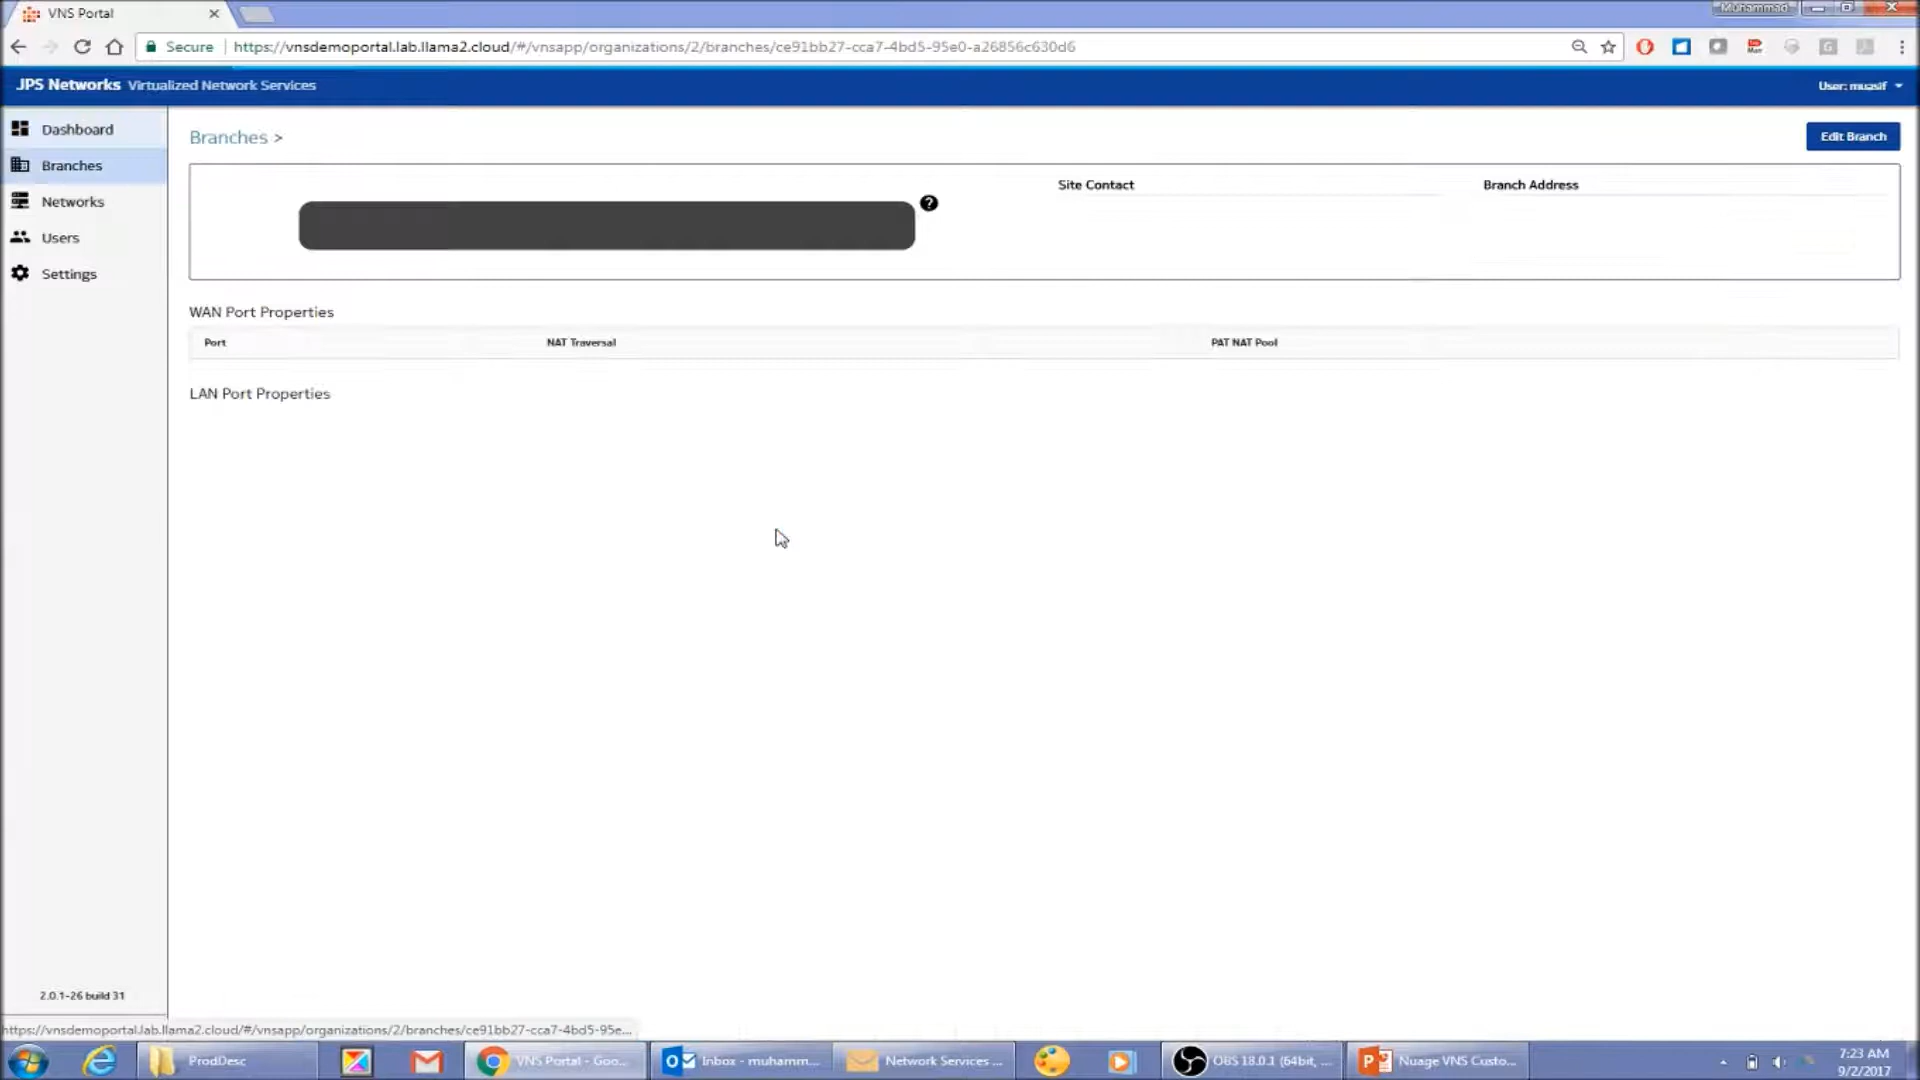 VNS Portal
Muhammad
Secure
https://vnsdemoportal.lab.llama2.cloud/#/vnsapp/organizations/2/branches/ce91bb27-cca7-4bd5-95e0-a26856c630d6
JPS Networks Virtualized Network Services
User: muasif
Dashboard
Branches
Networks
Users
Settings
Branches >
Edit Branch
?
Site Contact
Branch Address
WAN Port Properties
Port
NAT Traversal
PAT NAT Pool
LAN Port Properties
2.0.1-26 build 31
https://vnsdemoportal.lab.llama2.cloud/#/vnsapp/organizations/2/branches/ce91bb27-cca7-4bd5-95e...
ProdDesc
VNS Portal - Goo...
Inbox - muhamm...
Network Services ...
OBS 18.0.1 (64bit, ...
Nuage VNS Custo...
7:23 AM
9/2/2017